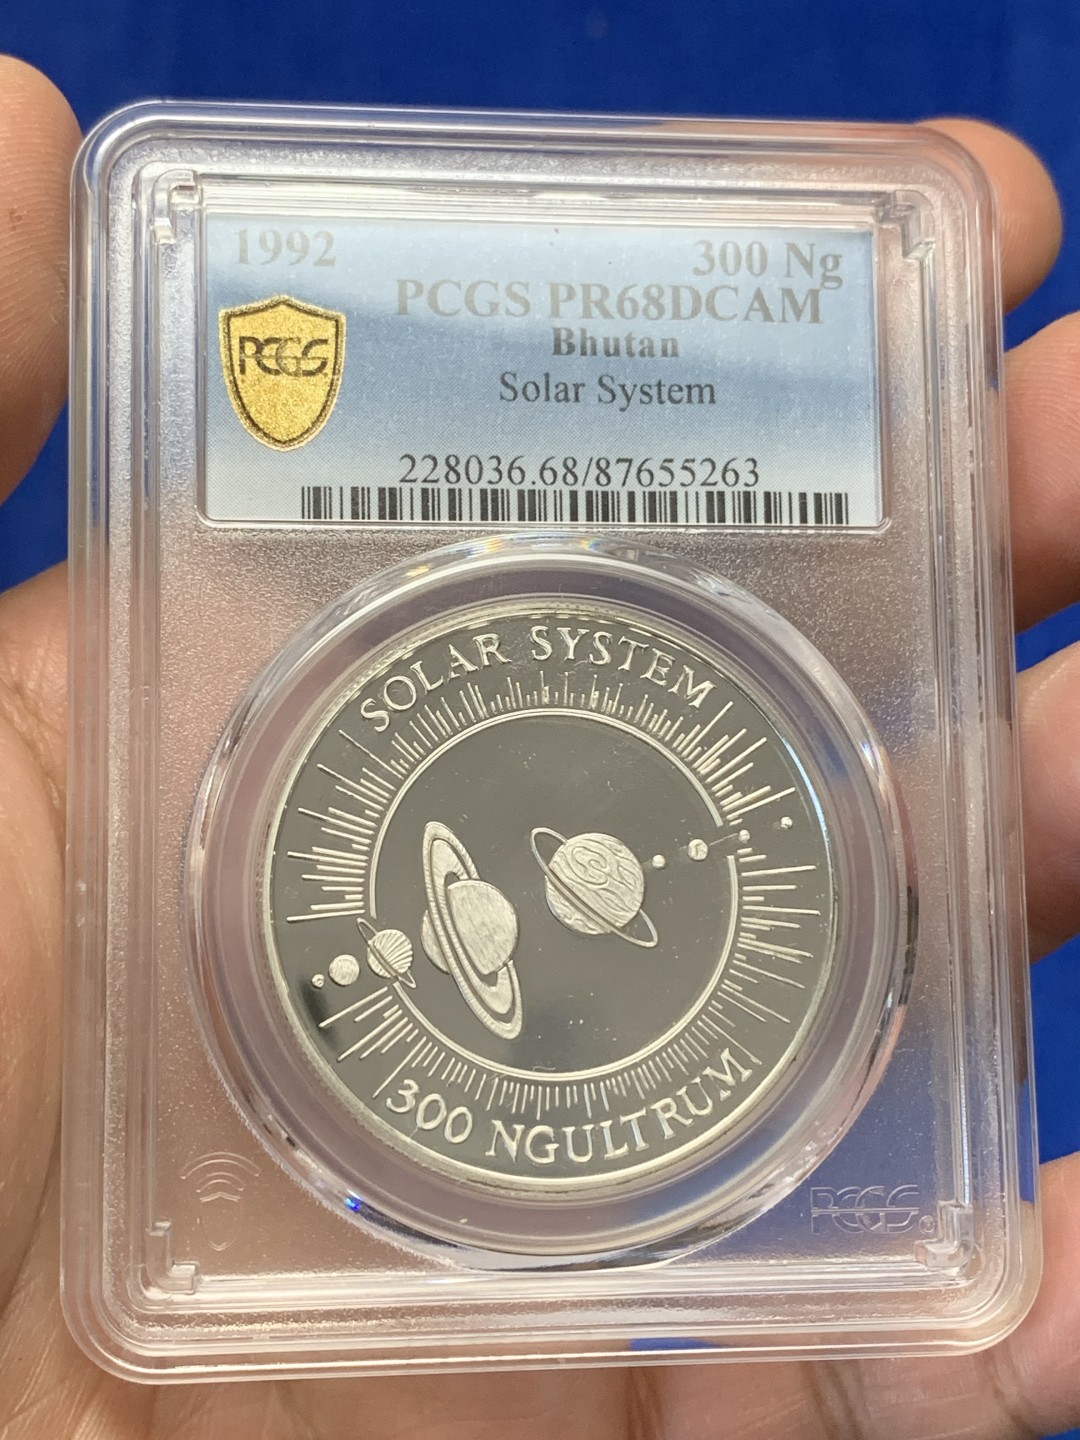 1992
300 Ng
PCGS PR68DCAM
Bhutan
PCGS
Solar System
228036.68/87655263
SOLAR SYSTEM
300 NGULTRUM
PCGS